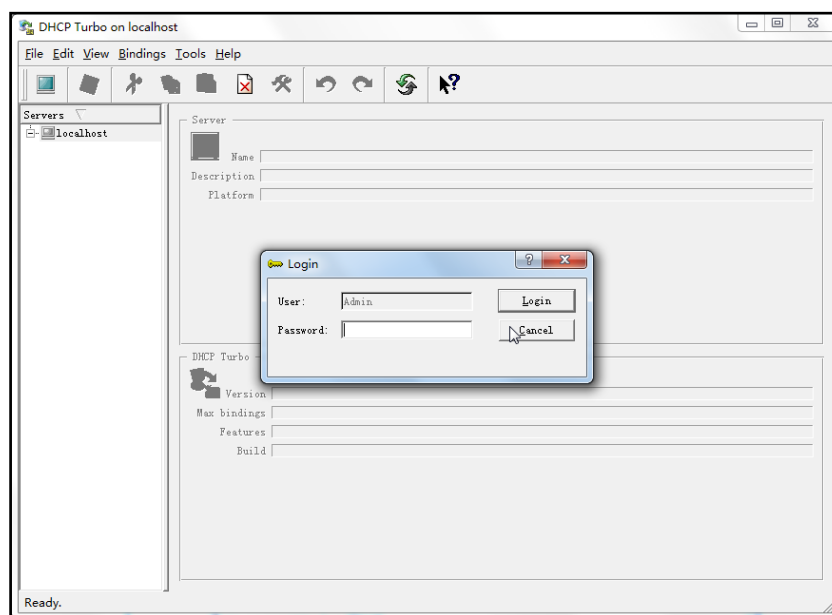 DHCP Turbo on localhost
File Edit View Bindings Tools Help
Servers
localhost
Server
Name
Description
Platform
Login
User: Admin Login
Password: Cancel
DHCP Turbo
Version
Max bindings
Features
Build
Ready.